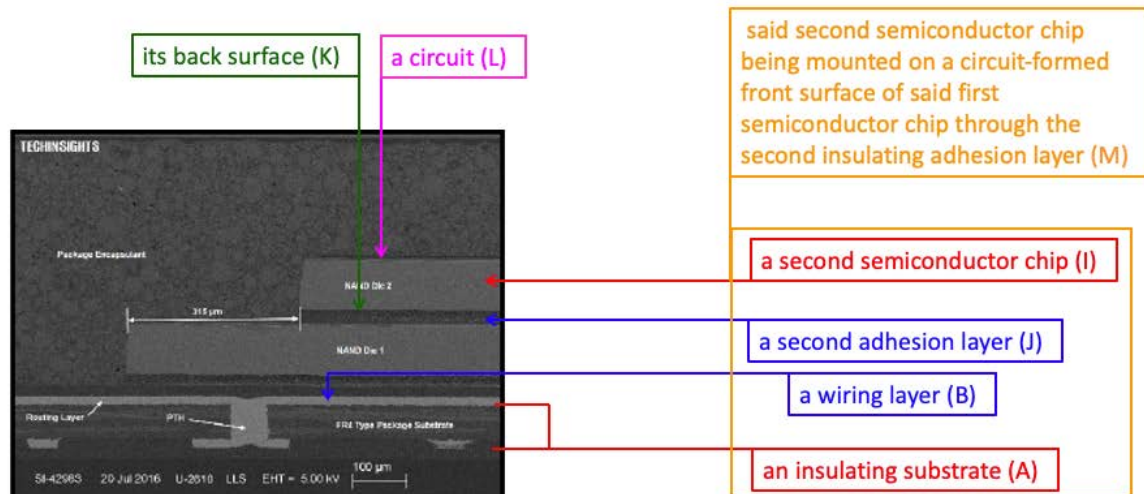 its back surface (K)
a circuit (L)
said second semiconductor chip
being mounted on a circuit-formed
front surface of said first
semiconductor chip through the
second insulating adhesion layer (M)
TECHINSIGHTS
Package Encapsulant
a second semiconductor chip (I)
NAND Die 2
315 µm
a second adhesion layer (J)
NAND Die 1
a wiring layer (B)
Routing Layer
PTH
FR4 Type Package Substrate
an insulating substrate (A)
100 µm
20 Jul 2016 U-2610 LLS EHT = 5.00 kV